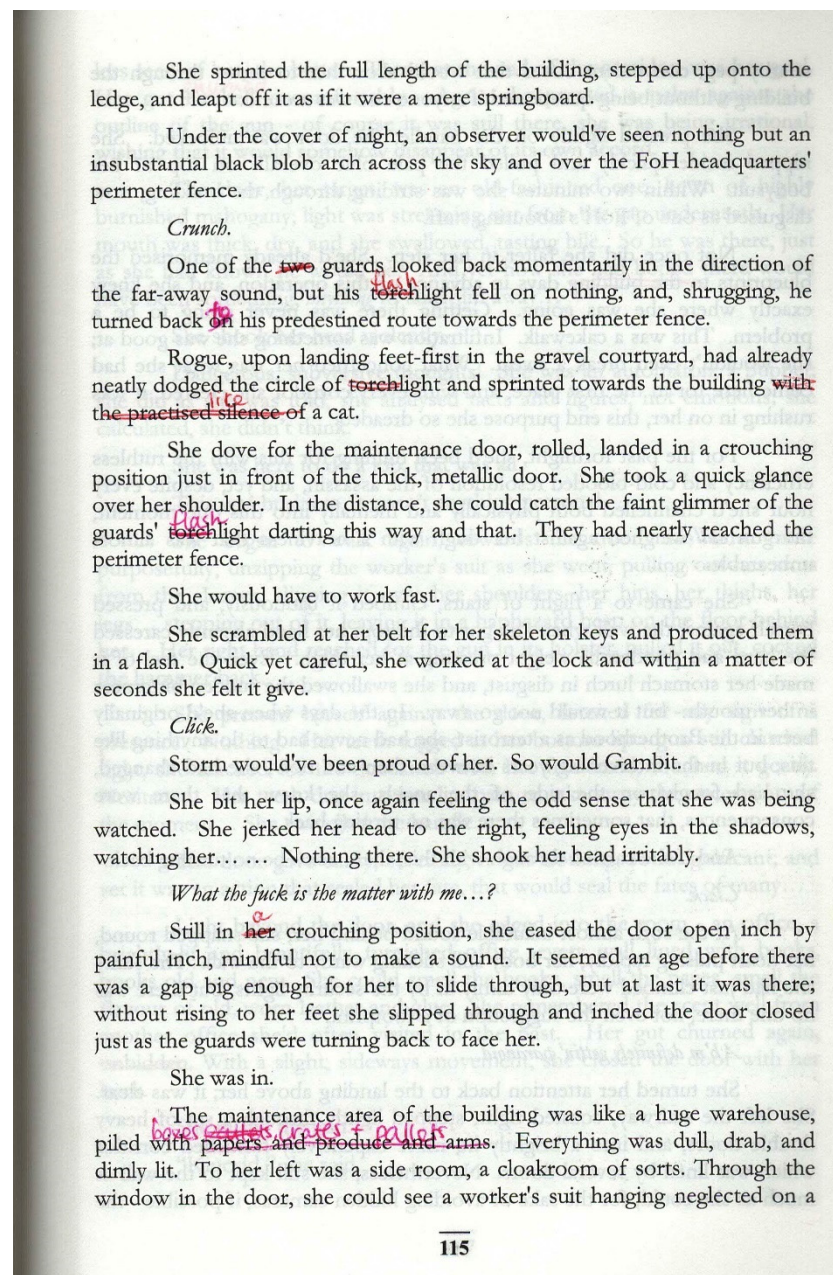 She sprinted the full length of the building, stepped up onto the
ledge, and leapt off it as if it were a mere springboard.
Under the cover of night, an observer would've seen nothing but an
insubstantial black blob arch across the sky and over the FoH headquarters'
perimeter fence.
Crunch.
One of the two guards looked back momentarily in the direction of
flash
the far-away sound, but his torchlight fell on nothing, and, shrugging, he
to
turned back on his predestined route towards the perimeter fence.
Rogue, upon landing feet-first in the gravel courtyard, had already
neatly dodged the circle of torchlight and sprinted towards the building with
like
the practised silence of a cat.
She dove for the maintenance door, rolled, landed in a crouching
position just in front of the thick, metallic door. She took a quick glance
over her shoulder. In the distance, she could catch the faint glimmer of the
flash
guards' torchlight darting this way and that. They had nearly reached the
perimeter fence.
She would have to work fast.
She scrambled at her belt for her skeleton keys and produced them
in a flash. Quick yet careful, she worked at the lock and within a matter of
seconds she felt it give.
Click.
Storm would've been proud of her. So would Gambit.
She bit her lip, once again feeling the odd sense that she was being
watched. She jerked her head to the right, feeling eyes in the shadows,
watching her… … Nothing there. She shook her head irritably.
What the fuck is the matter with me…?
a
Still in her crouching position, she eased the door open inch by
painful inch, mindful not to make a sound. It seemed an age before there
was a gap big enough for her to slide through, but at last it was there;
without rising to her feet she slipped through and inched the door closed
just as the guards were turning back to face her.
She was in.
The maintenance area of the building was like a huge warehouse,
boxes crates + pallots
piled with papers and produce and arms. Everything was dull, drab, and
dimly lit. To her left was a side room, a cloakroom of sorts. Through the
window in the door, she could see a worker's suit hanging neglected on a
115